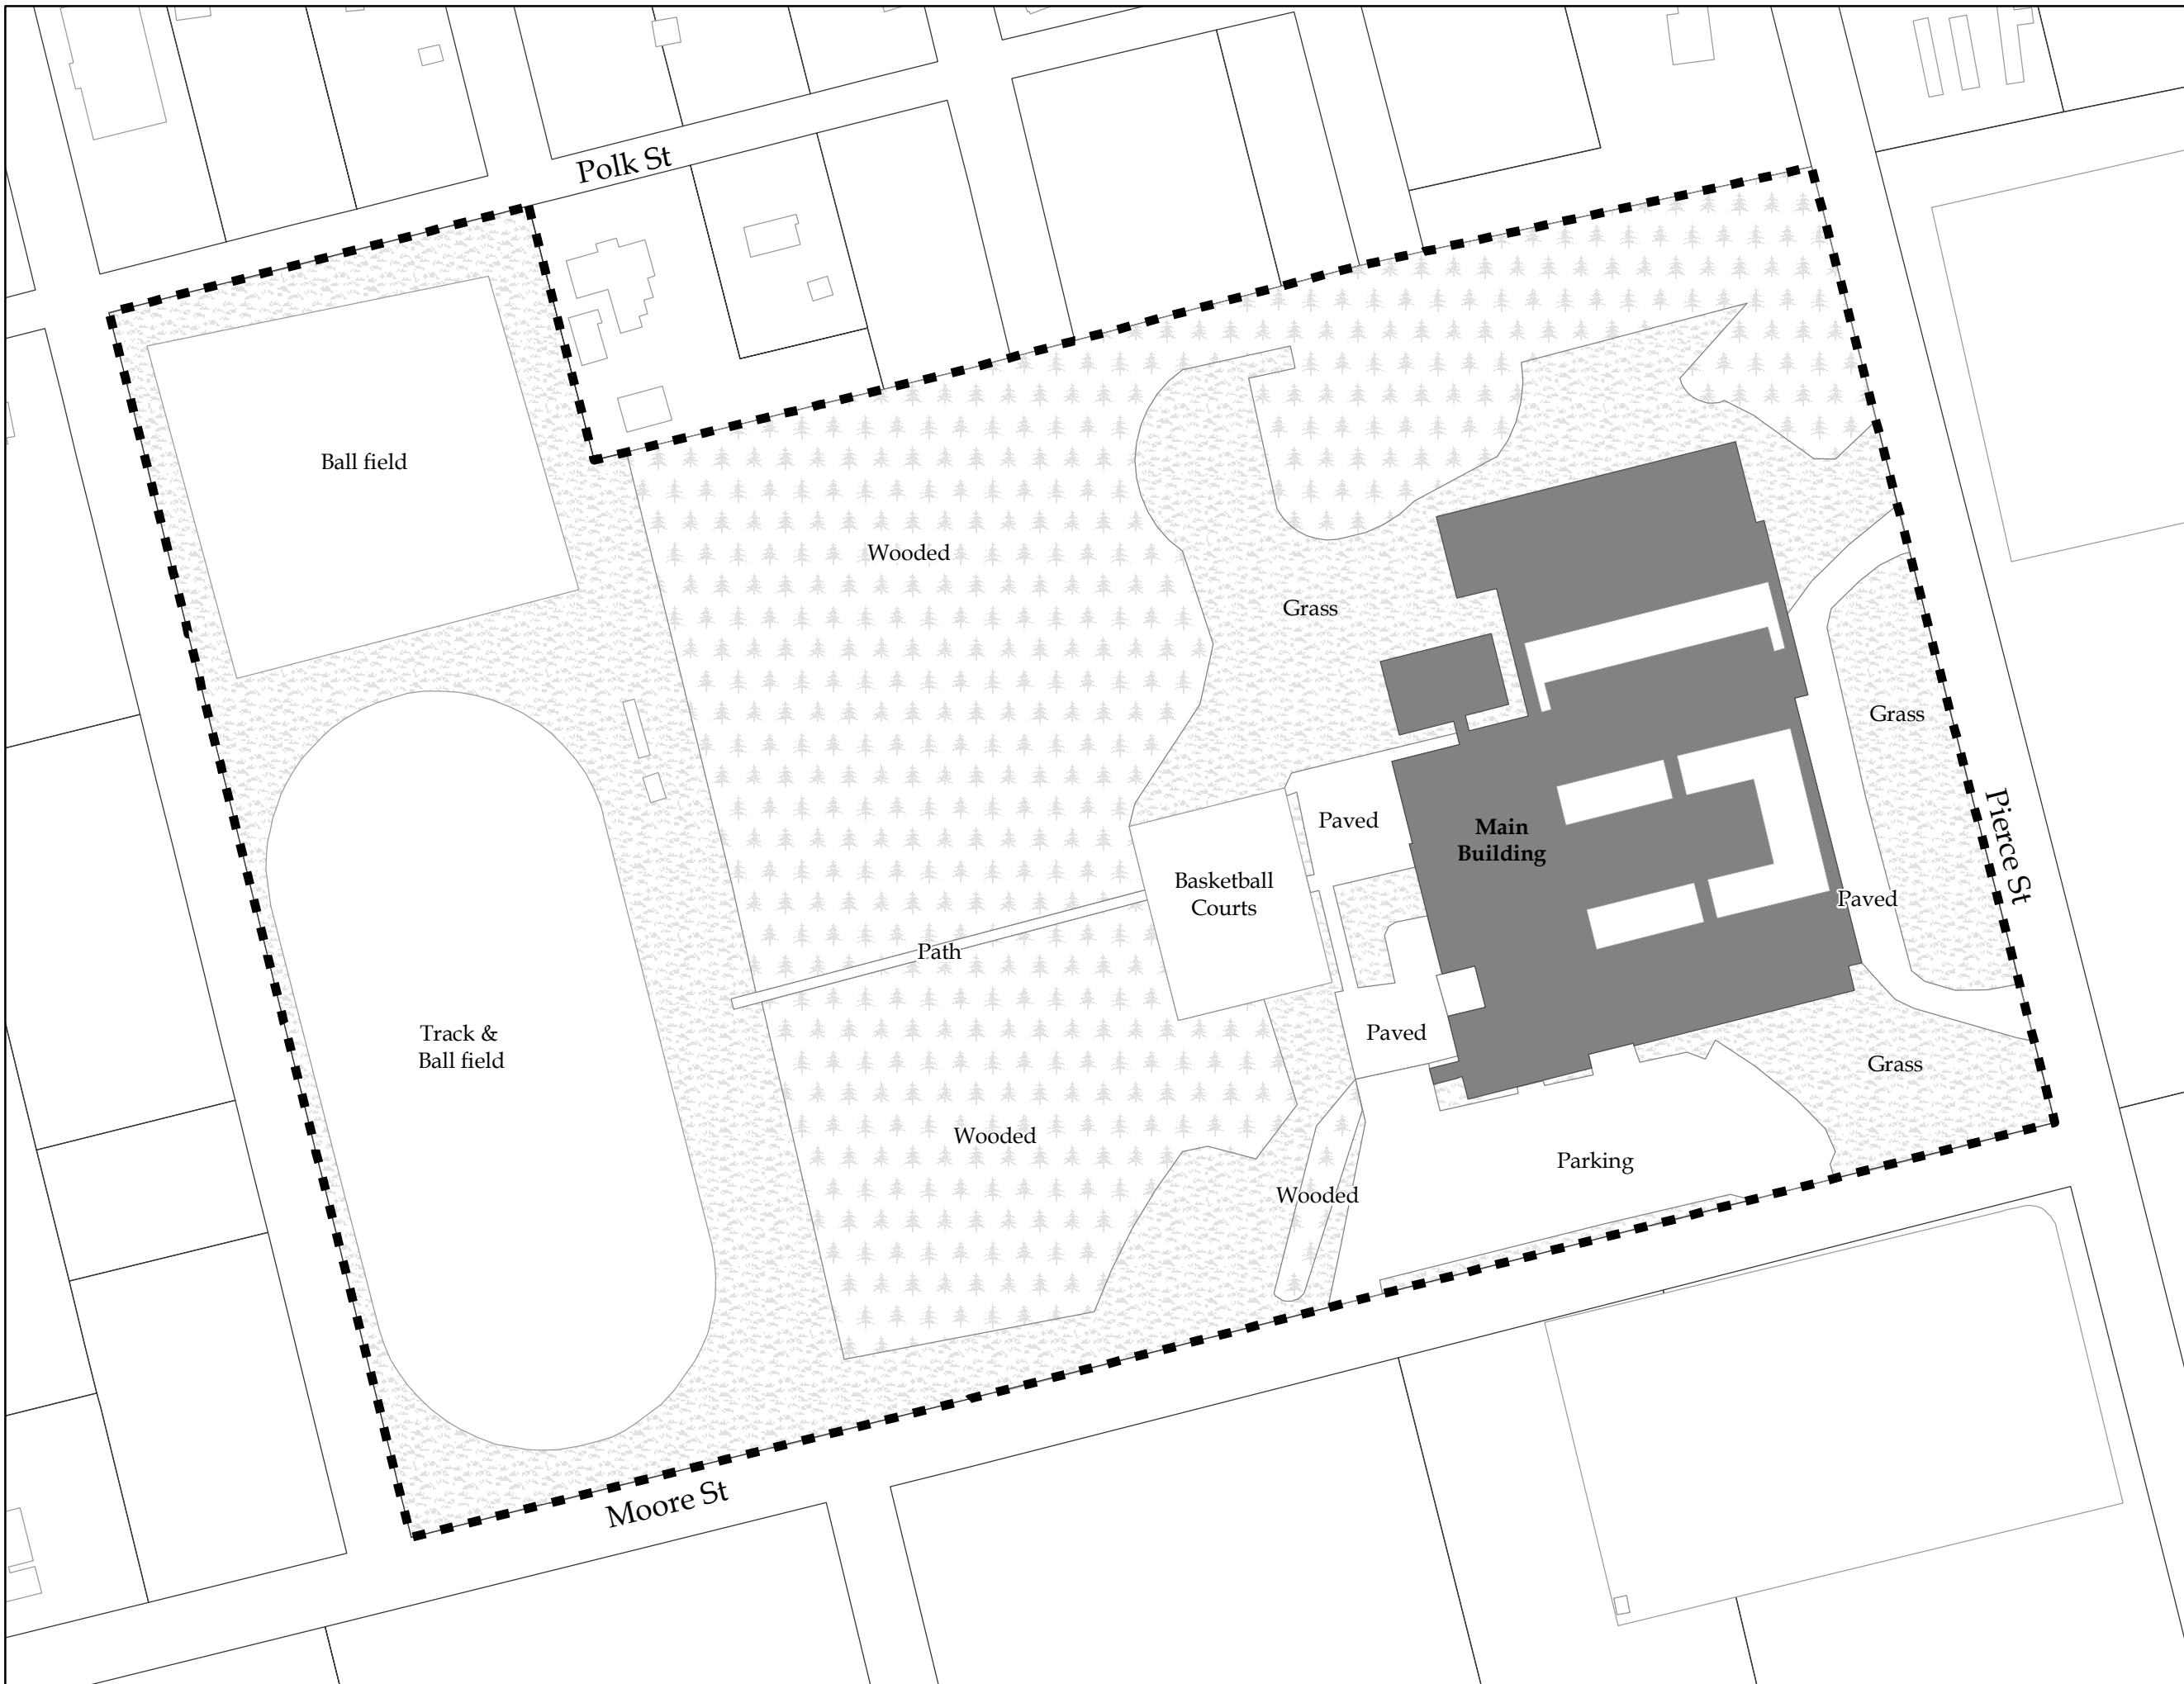 Polk St
Ball field
Wooded
Grass
Grass
Pierce St
Paved
Main
Building
Basketball
Courts
Paved
Path
Track &
Ball field
Paved
Grass
Wooded
Parking
Wooded
Moore St